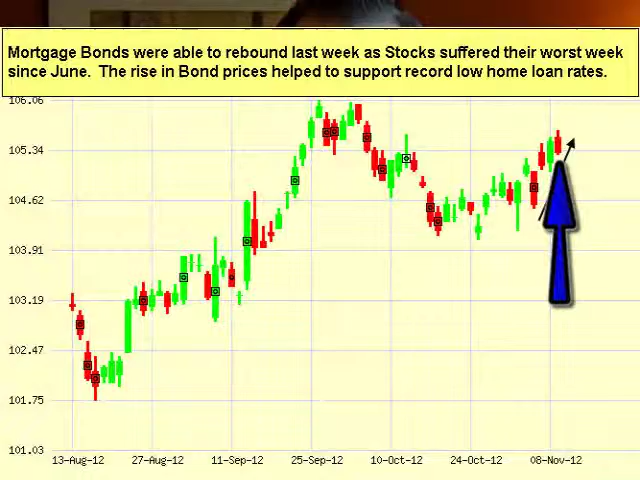 Mortgage Bonds were able to rebound last week as Stocks suffered their worst week
since June.  The rise in Bond prices helped to support record low home loan rates.
106.06
105.34
104.62
103.91
103.19
102.47
101.75
101.03
13-Aug-12 27-Aug-12 11-Sep-12 25-Sep-12 10-Oct-12 24-Oct-12 08-Nov-12